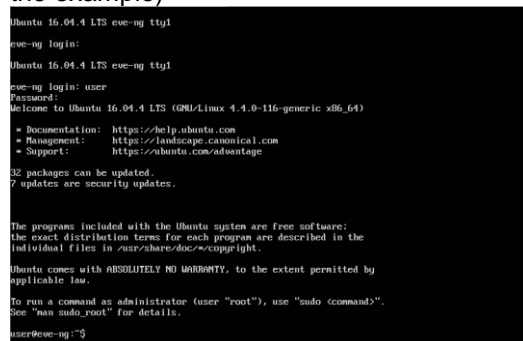 the example)
Ubuntu 16.04.4 LTS eve-ng tty1
eve-ng login:
Ubuntu 16.04.4 LTS eve-ng tty1
eve-ng login: user
Password:
Welcome to Ubuntu 16.04.4 LTS (GNU/Linux 4.4.0-116-generic x86_64)
* Documentation: https://help.ubuntu.com
* Management: https://landscape.canonical.com
* Support: https://ubuntu.com/advantage
32 packages can be updated.
7 updates are security updates.
The programs included with the Ubuntu system are free software;
the exact distribution terms for each program are described in the
individual files in /usr/share/doc/*/copyright.
Ubuntu comes with ABSOLUTELY NO WARRANTY, to the extent permitted by
applicable law.
To run a command as administrator (user "root"), use "sudo <command>".
See "man sudo_root" for details.
user@eve-ng:~$